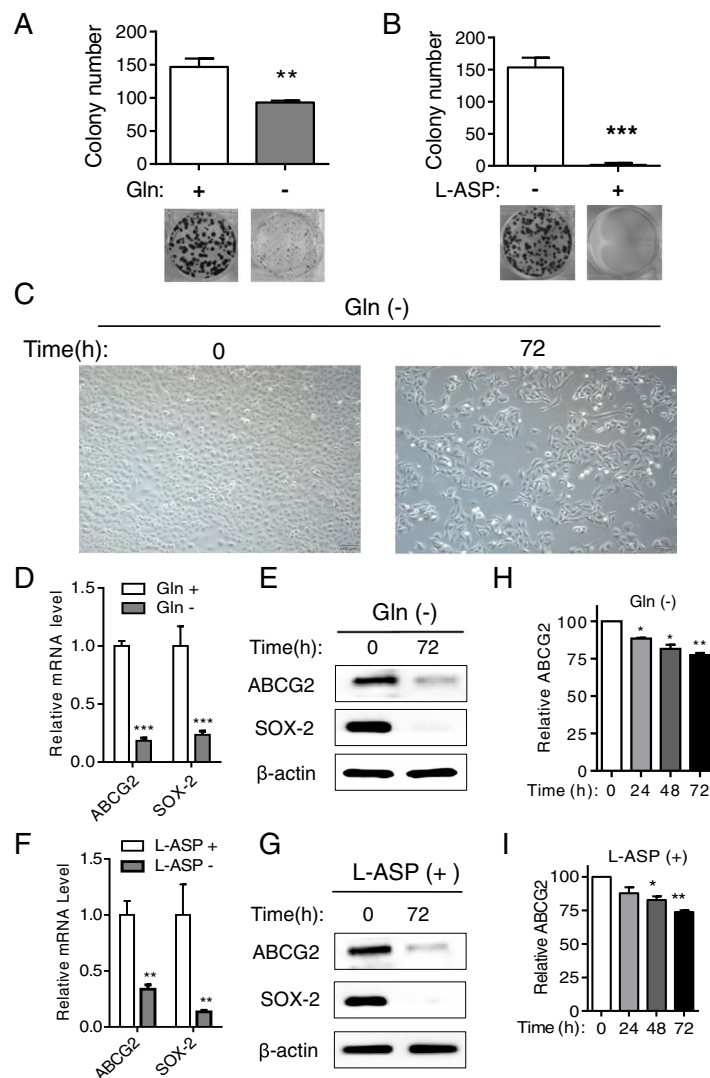 A
Colony number
200
150
100
50
0
**
Gln: + -
B
Colony number
200
150
100
50
0
***
L-ASP: - +
C
Gln (-)
Time(h): 0 72
D
Relative mRNA level
1.5
1.0
0.5
0.0
Gln +
Gln -
*** ***
ABCG2 SOX-2
E
Gln (-)
Time(h): 0 72
ABCG2
SOX-2
β-actin
H
Gln (-)
Relative ABCG2
100
75
50
25
0
* * **
Time (h): 0 24 48 72
F
Relative mRNA Level
1.5
1.0
0.5
0.0
L-ASP +
L-ASP -
** **
ABCG2 SOX-2
G
L-ASP (+)
Time(h): 0 72
ABCG2
SOX-2
β-actin
I
L-ASP (+)
Relative ABCG2
100
75
50
25
0
* **
Time(h): 0 24 48 72